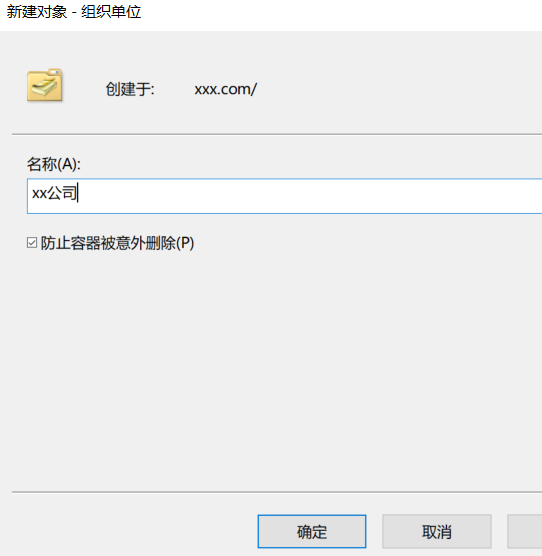 新建对象 - 组织单位
创建于: xxx.com/
名称(A):
xx公司
防止容器被意外删除(P)
确定 取消